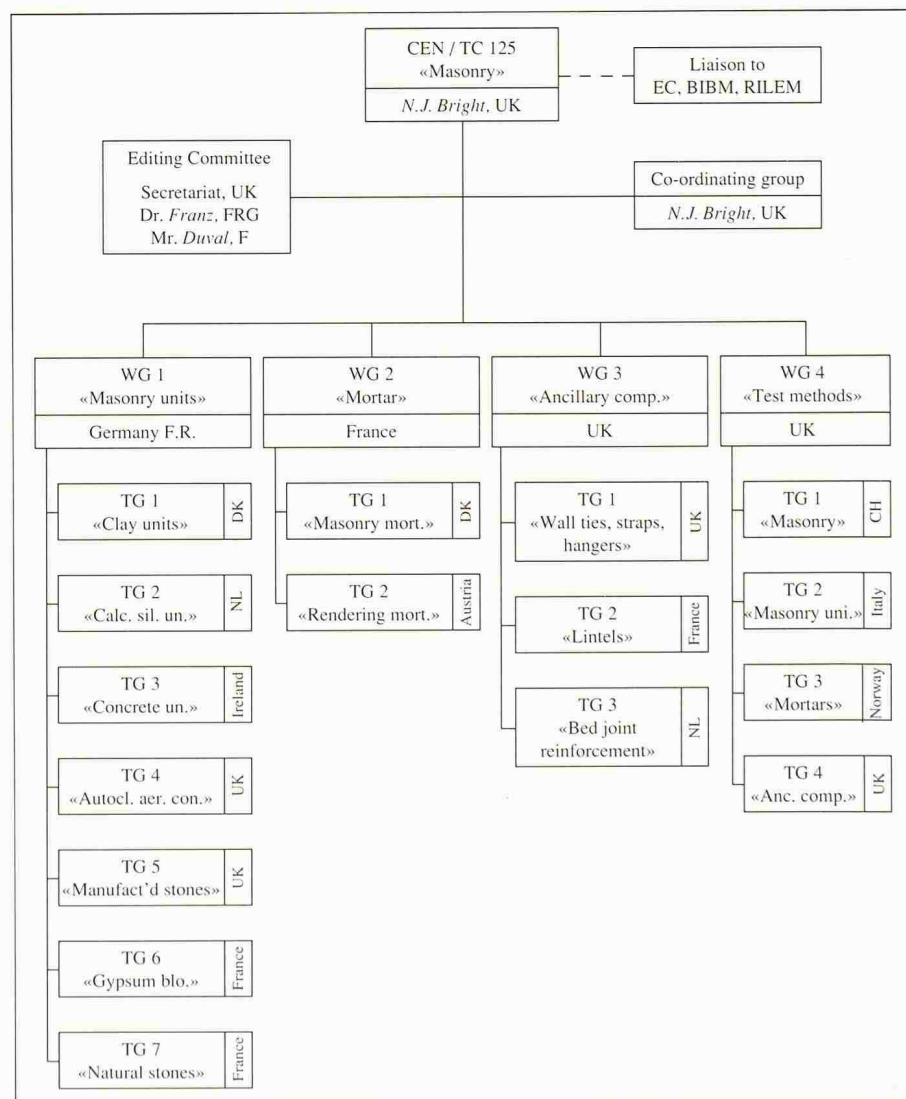 CEN / TC 125
«Masonry»
N.J. Bright, UK
Liaison to
EC, BIBM, RILEM
Editing Committee
Secretariat, UK
Dr. Franz, FRG
Mr. Duval, F
Co-ordinating group
N.J. Bright, UK
WG 1
«Masonry units»
Germany F.R.
TG 1
«Clay units»
DK
TG 2
«Calc. sil. un.»
NL
TG 3
«Concrete un.»
Ireland
TG 4
«Autocl. aer. con.»
UK
TG 5
«Manufact'd stones»
UK
TG 6
«Gypsum blo.»
France
TG 7
«Natural stones»
France
WG 2
«Mortar»
France
TG 1
«Masonry mort.»
DK
TG 2
«Rendering mort.»
Austria
WG 3
«Ancillary comp.»
UK
TG 1
«Wall ties, straps,
hangers»
UK
TG 2
«Lintels»
France
TG 3
«Bed joint
reinforcement»
NL
WG 4
«Test methods»
UK
TG 1
«Masonry»
CH
TG 2
«Masonry uni.»
Italy
TG 3
«Mortars»
Norway
TG 4
«Anc. comp.»
UK